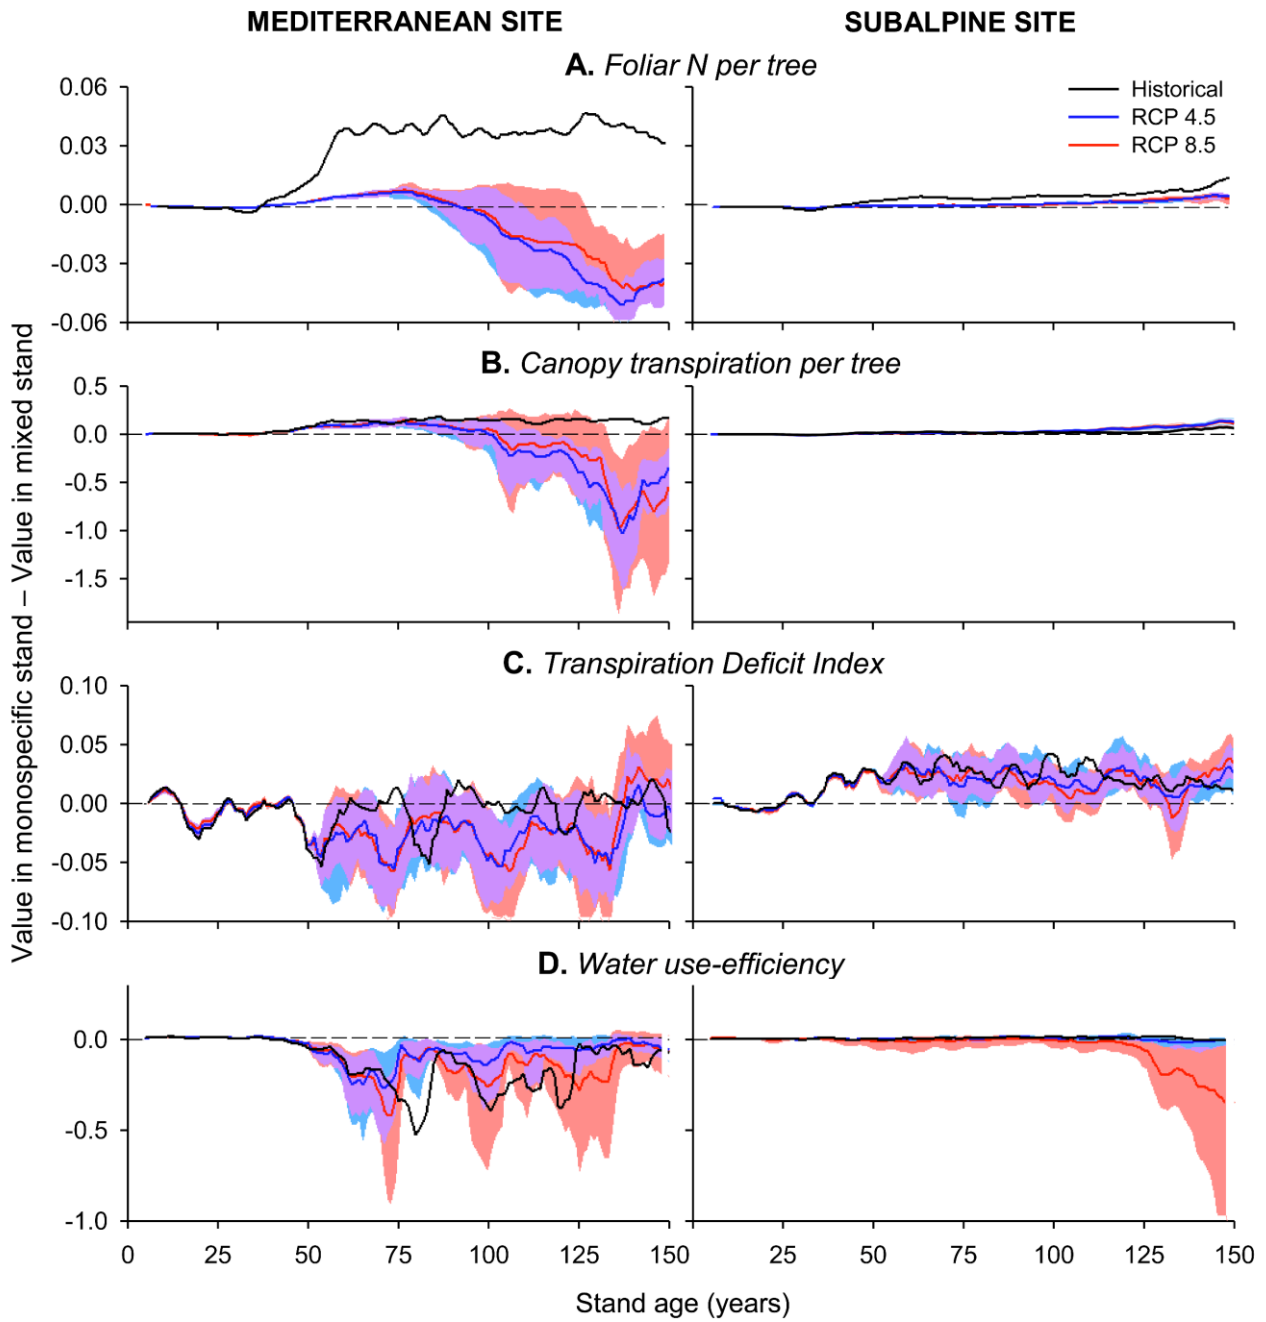 MEDITERRANEAN SITE
SUBALPINE SITE
A. Foliar N per tree
0.06
0.03
0.00
-0.03
-0.06
Historical
RCP 4.5
RCP 8.5
B. Canopy transpiration per tree
0.5
0.0
-0.5
-1.0
-1.5
C. Transpiration Deficit Index
0.10
0.05
0.00
-0.05
-0.10
D. Water use-efficiency
0.0
-0.5
-1.0
0 25 50 75 100 125 150
25 50 75 100 125 150
Stand age (years)
Value in monospecific stand – Value in mixed stand